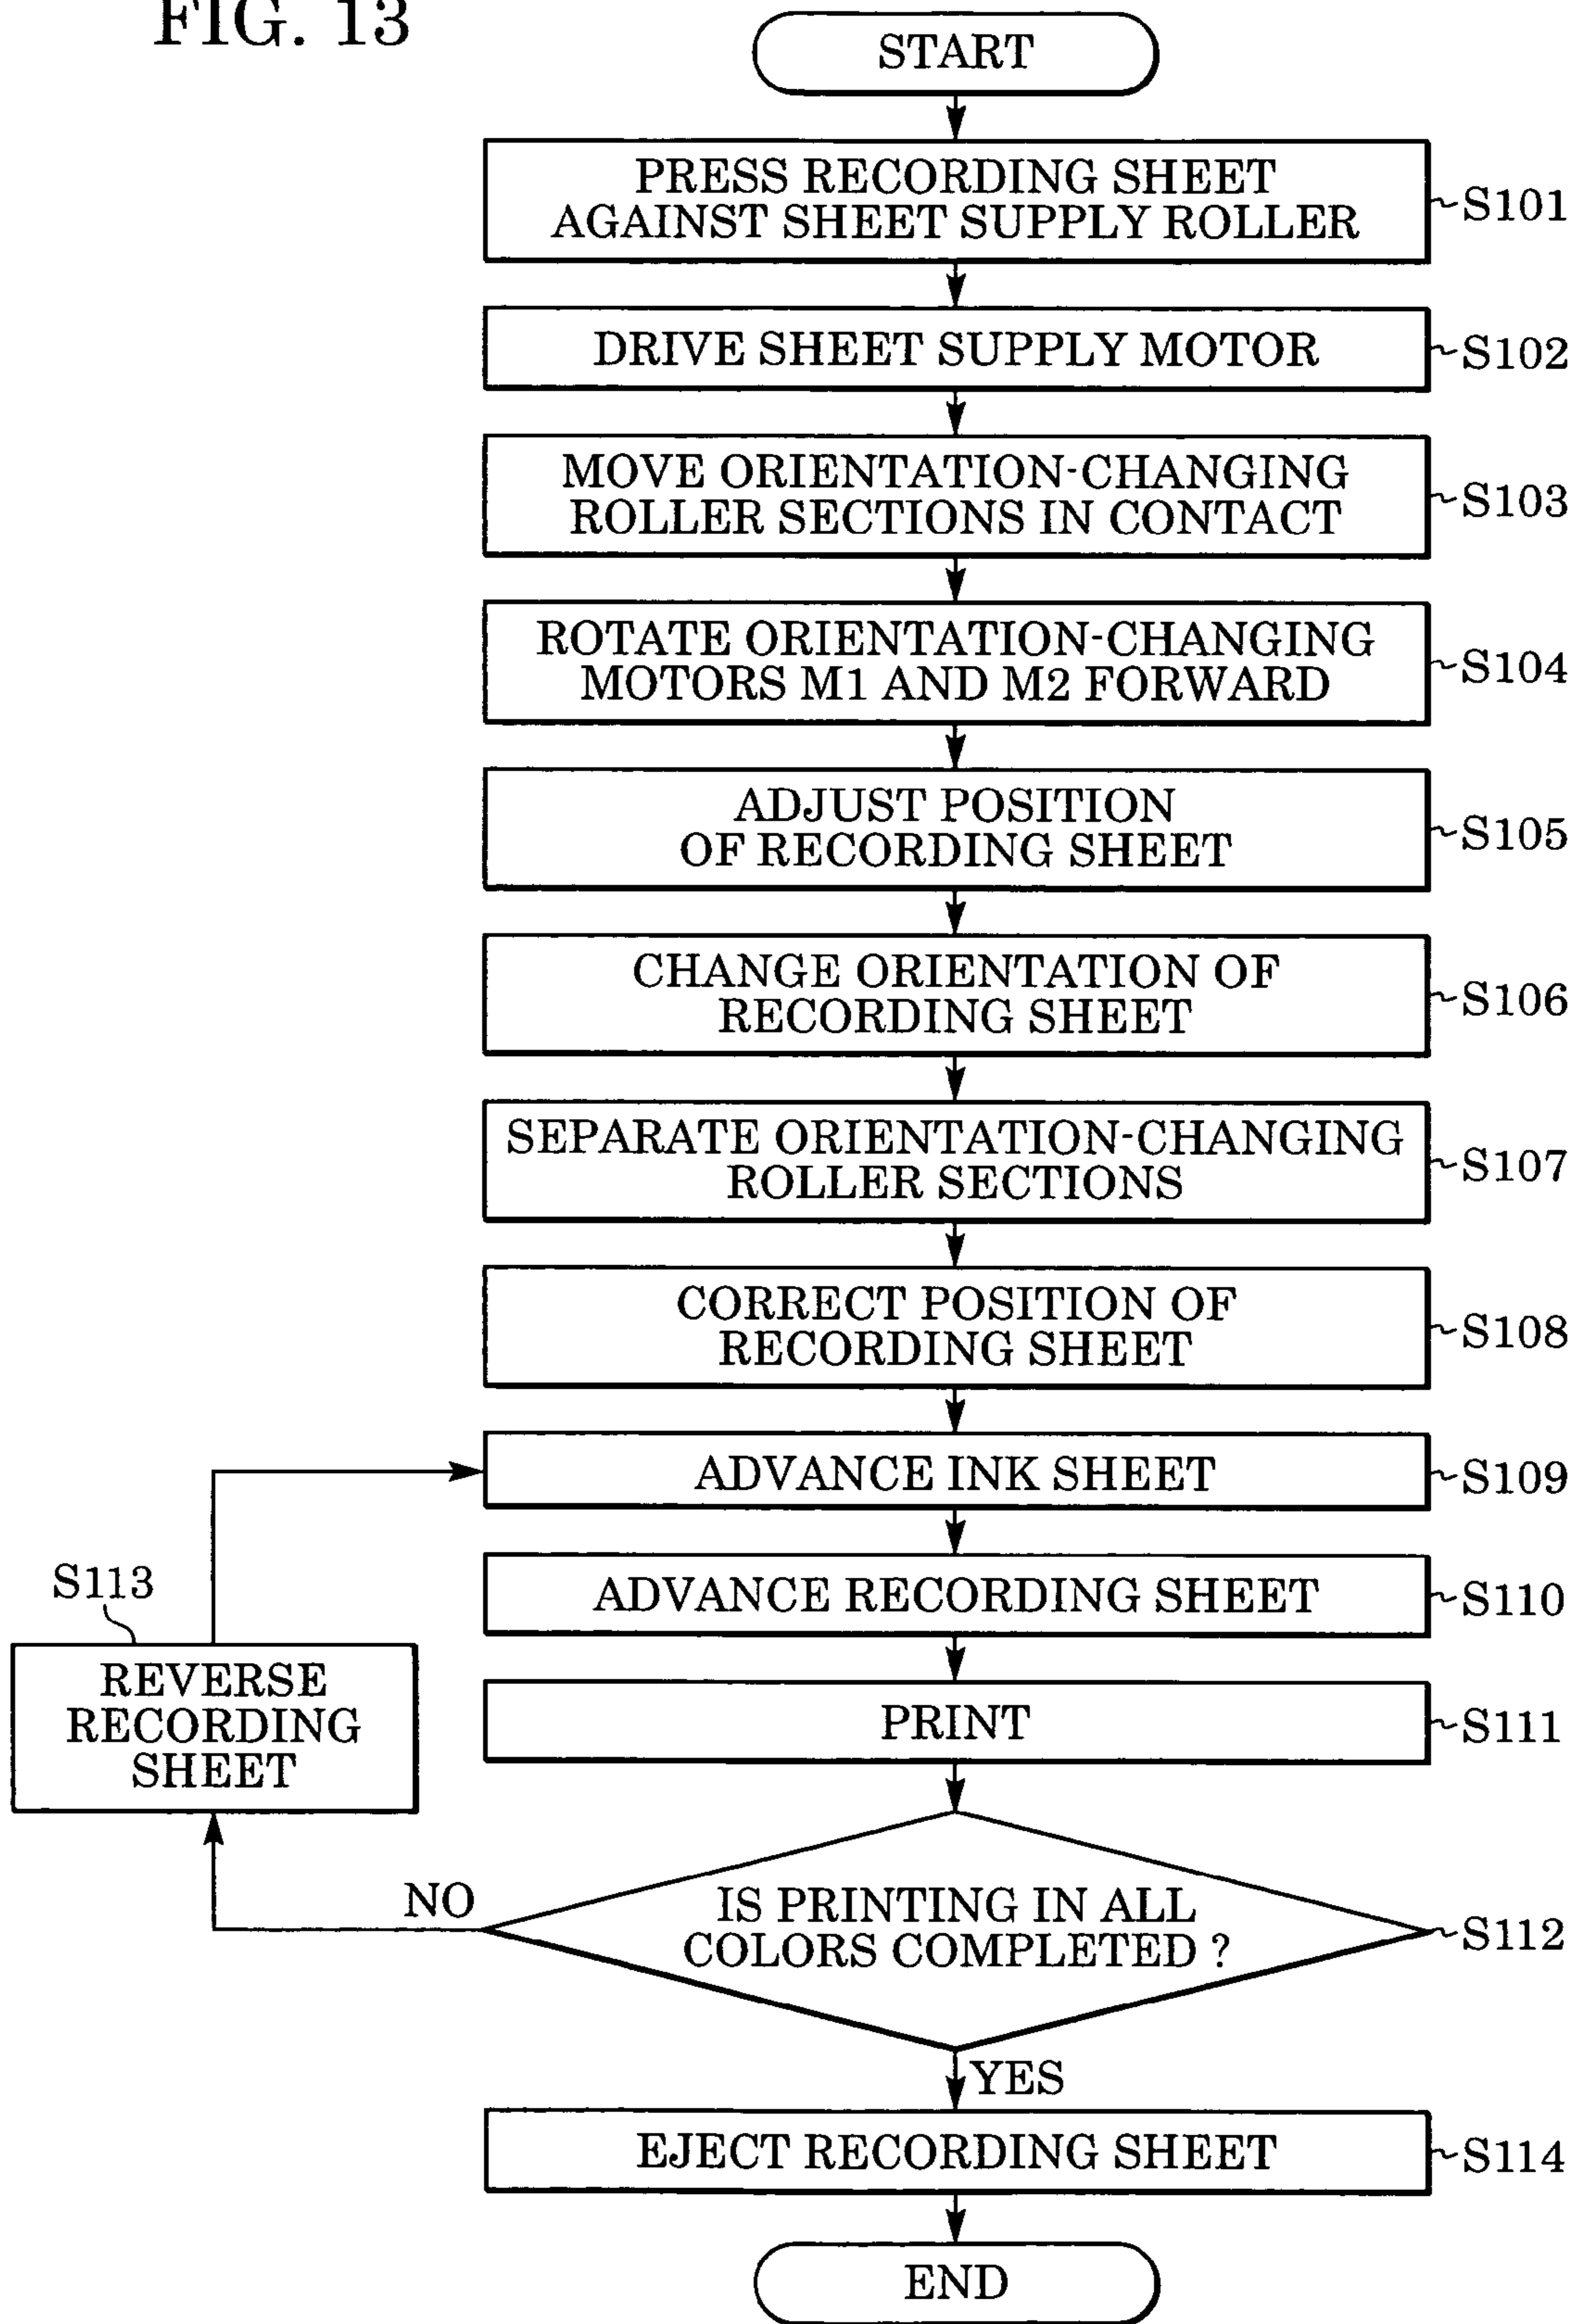 FIG. 13
START
PRESS RECORDING SHEET
AGAINST SHEET SUPPLY ROLLER
S101
DRIVE SHEET SUPPLY MOTOR
S102
MOVE ORIENTATION-CHANGING
ROLLER SECTIONS IN CONTACT
S103
ROTATE ORIENTATION-CHANGING
MOTORS M1 AND M2 FORWARD
S104
ADJUST POSITION
OF RECORDING SHEET
S105
CHANGE ORIENTATION OF
RECORDING SHEET
S106
SEPARATE ORIENTATION-CHANGING
ROLLER SECTIONS
S107
CORRECT POSITION OF
RECORDING SHEET
S108
ADVANCE INK SHEET
S109
ADVANCE RECORDING SHEET
S110
S113
REVERSE
RECORDING
SHEET
PRINT
S111
NO
IS PRINTING IN ALL
COLORS COMPLETED ?
S112
YES
EJECT RECORDING SHEET
S114
END